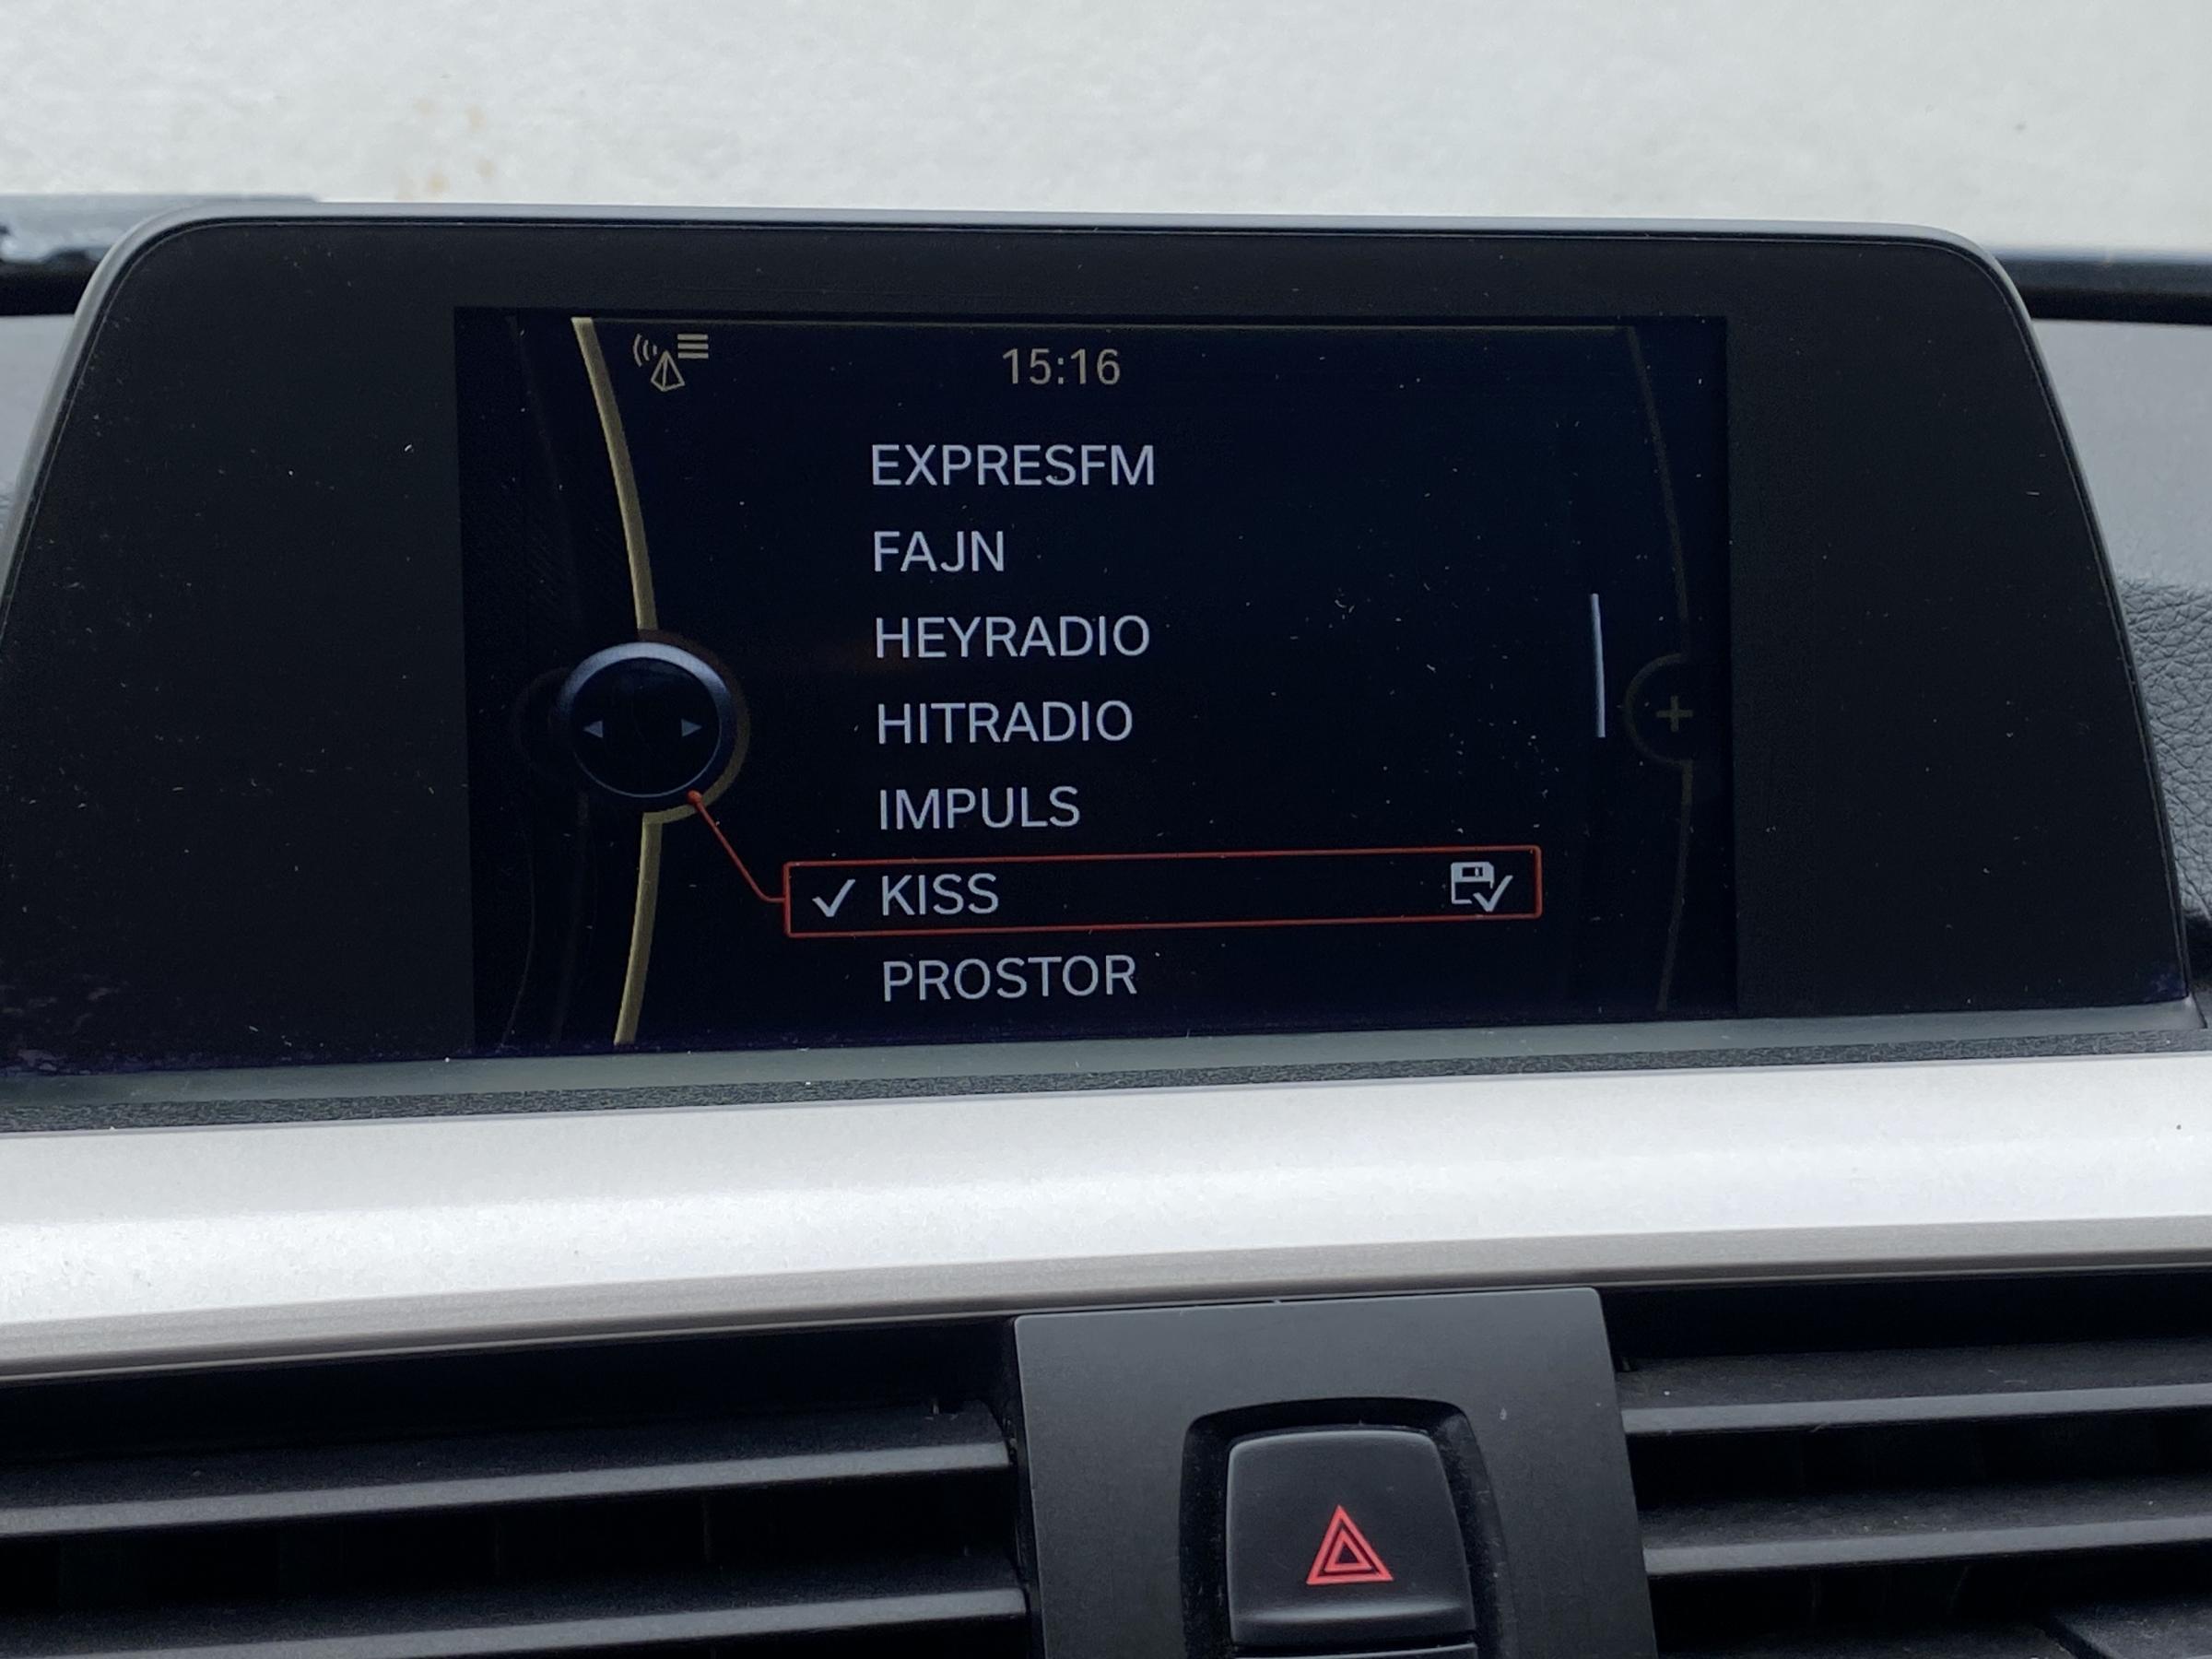 15:16
EXPRESFM
FAJN
HEYRADIO
HITRADIO
IMPULS
✓ KISS
PROSTOR